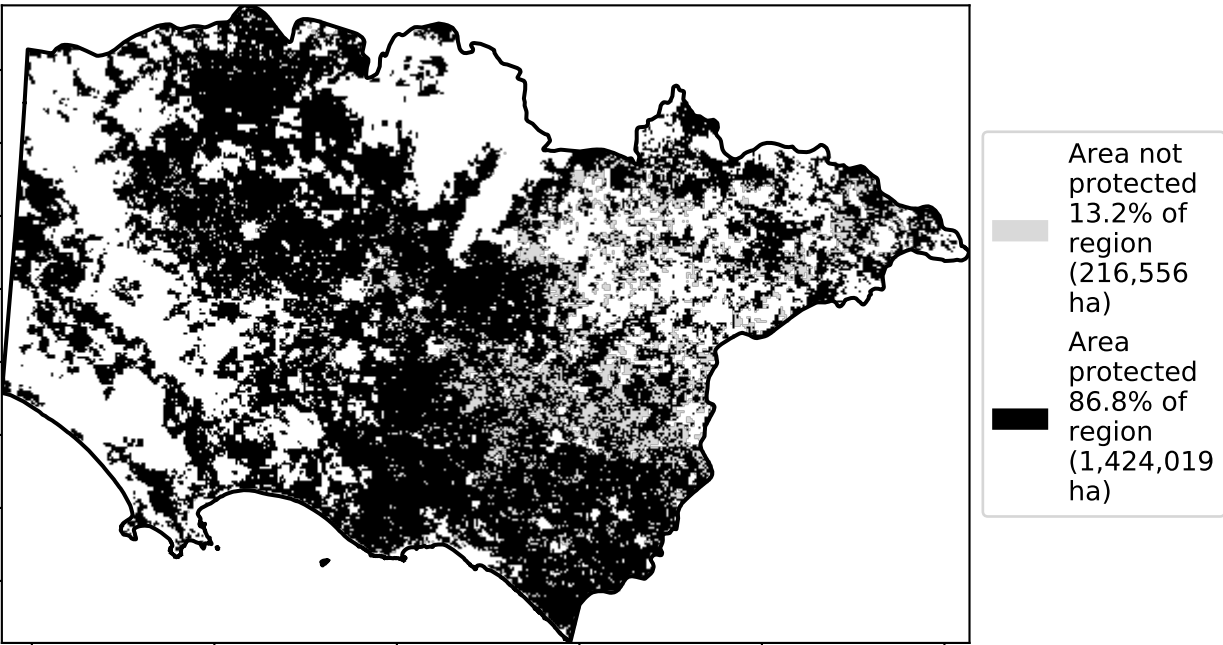 Area not
protected
13.2% of
region
(216,556
ha)
Area
protected
86.8% of
region
(1,424,019
ha)